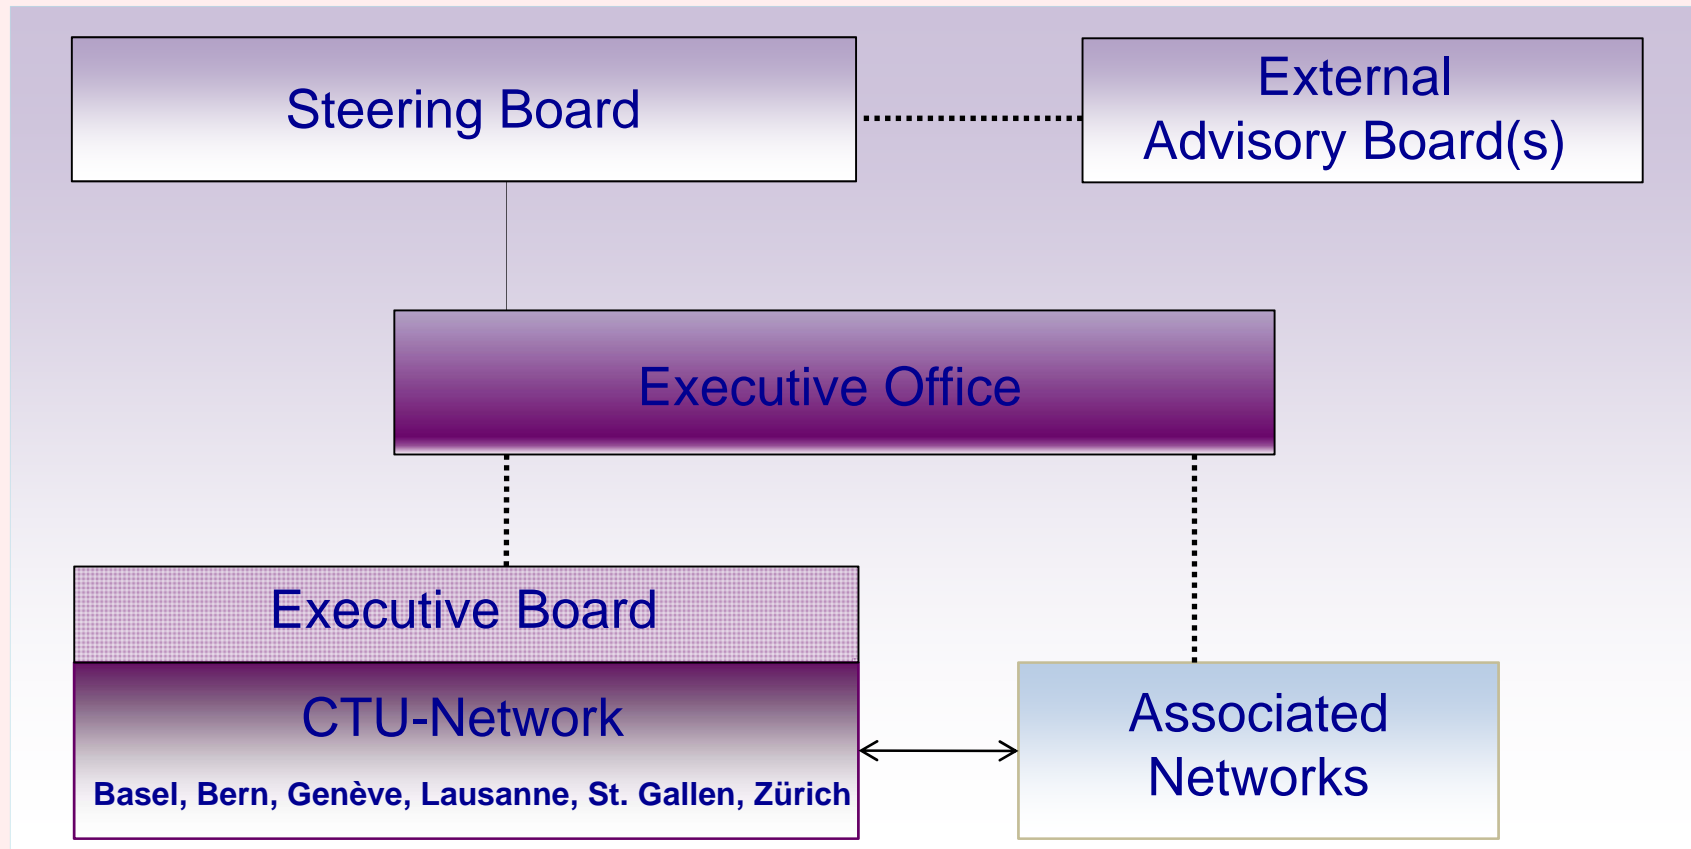 Steering Board
External
Advisory Board(s)
Executive Office
Executive Board
CTU-Network
Basel, Bern, Genève, Lausanne, St. Gallen, Zürich
Associated
Networks